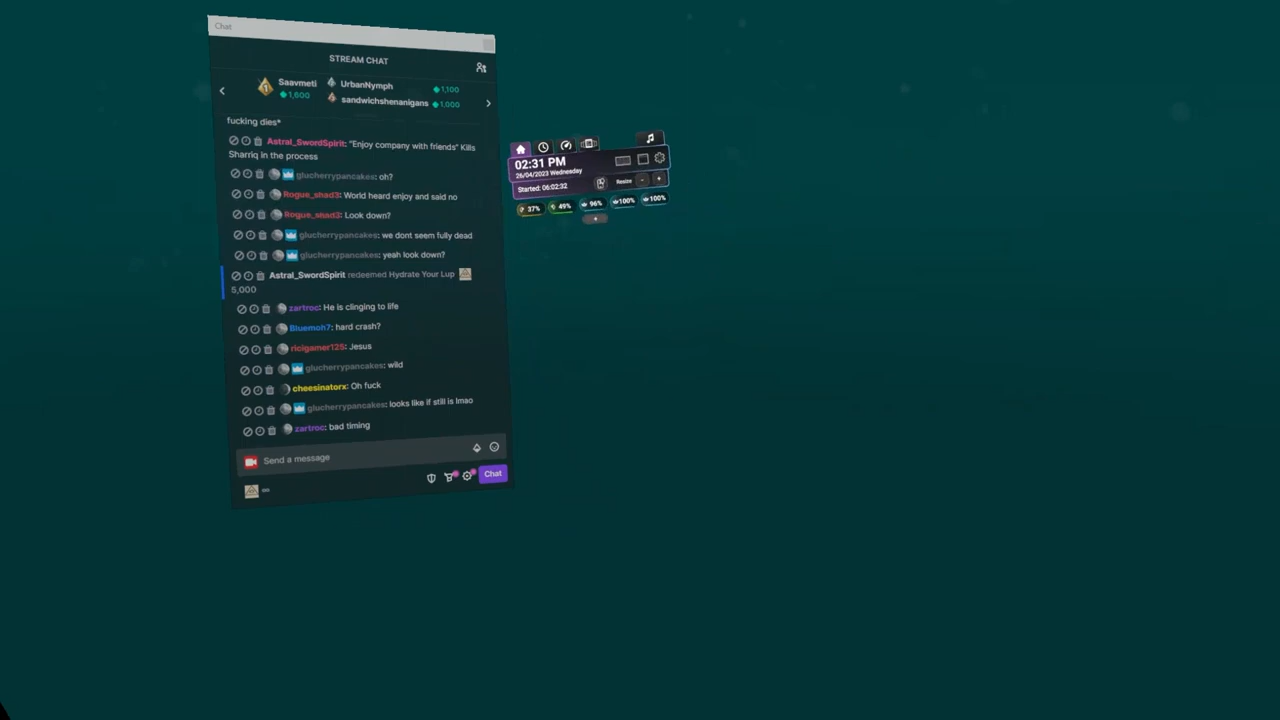 Chat
STREAM CHAT
1 Saavmeti
1,600
UrbanNymph 1,100
sandwichshenanigans 1,000
fucking dies*
Astral_SwordSpirit: "Enjoy company with friends" Kills
Sharriq in the process
glucherrypancakes: oh?
Rogue_shad3: World heard enjoy and said no
Rogue_shad3: Look down?
glucherrypancakes: we dont seem fully dead
glucherrypancakes: yeah look down?
Astral_SwordSpirit redeemed Hydrate Your Lup
5,000
zartroc: He is clinging to life
Bluemoh7: hard crash?
ricigamer125: Jesus
glucherrypancakes: wild
cheesinatorx: Oh fuck
glucherrypancakes: looks like if still is lmao
zartroc: bad timing
Send a message
Chat
02:31 PM
26/04/2023 Wednesday
Started: 06:02:32
Resize - +
37% 49% 96% 100% 100%
+